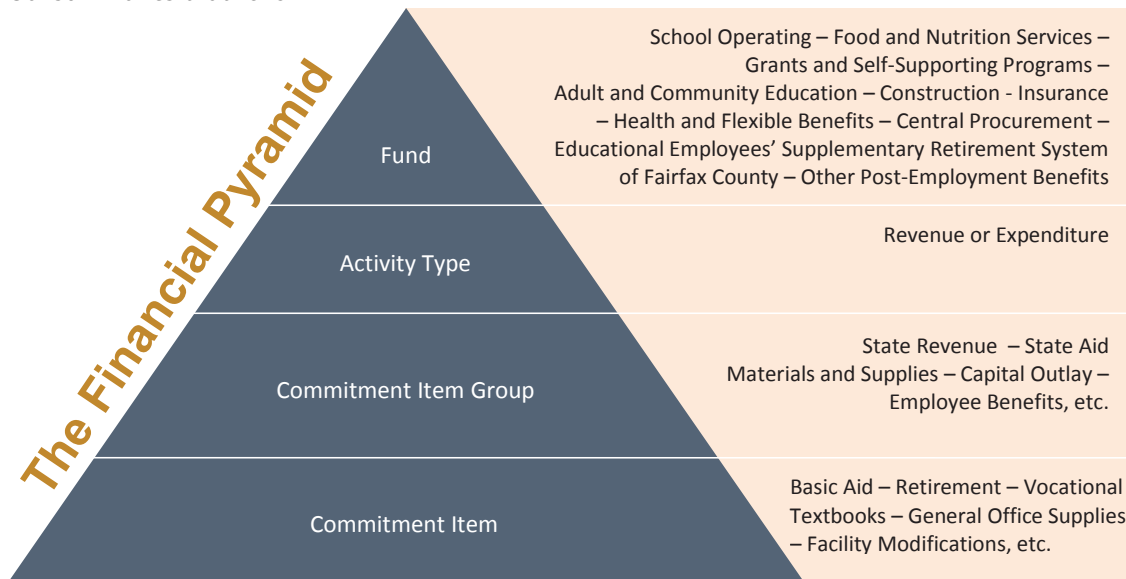 The Financial Pyramid
Fund
School Operating – Food and Nutrition Services –
Grants and Self-Supporting Programs –
Adult and Community Education – Construction - Insurance
– Health and Flexible Benefits – Central Procurement –
Educational Employees’ Supplementary Retirement System
of Fairfax County – Other Post-Employment Benefits
Activity Type
Revenue or Expenditure
Commitment Item Group
State Revenue – State Aid
Materials and Supplies – Capital Outlay –
Employee Benefits, etc.
Commitment Item
Basic Aid – Retirement – Vocational
Textbooks – General Office Supplies
– Facility Modifications, etc.